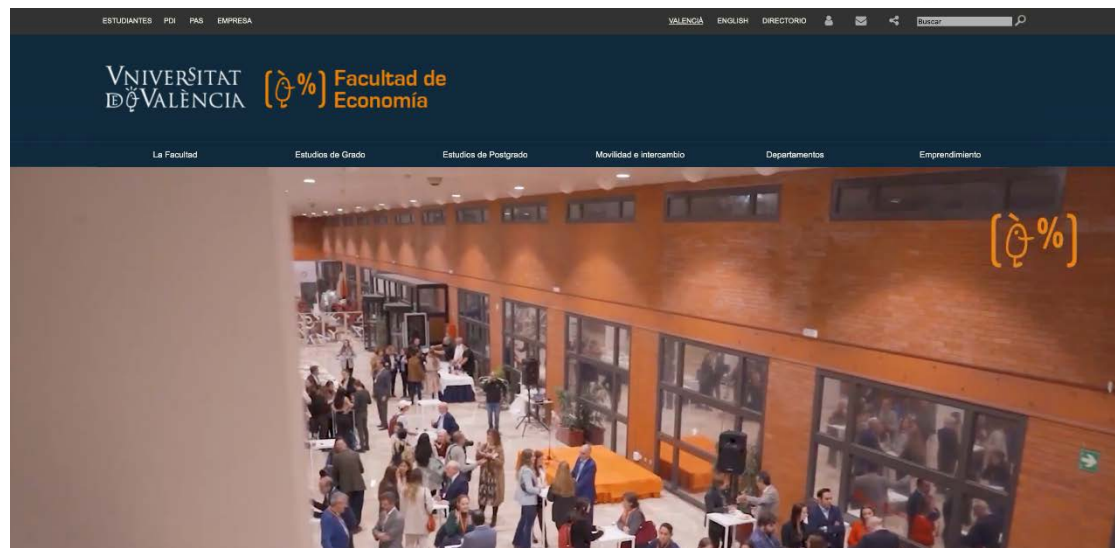 ESTUDIANTES PDI PAS EMPRESA VALENCIÀ ENGLISH DIRECTORIO Buscar
VNIVERSITAT
DE VALÈNCIA
[ò%] Facultad de
Economía
La Facultad Estudios de Grado Estudios de Postgrado Movilidad e intercambio Departamentos Emprendimiento
[ò%]